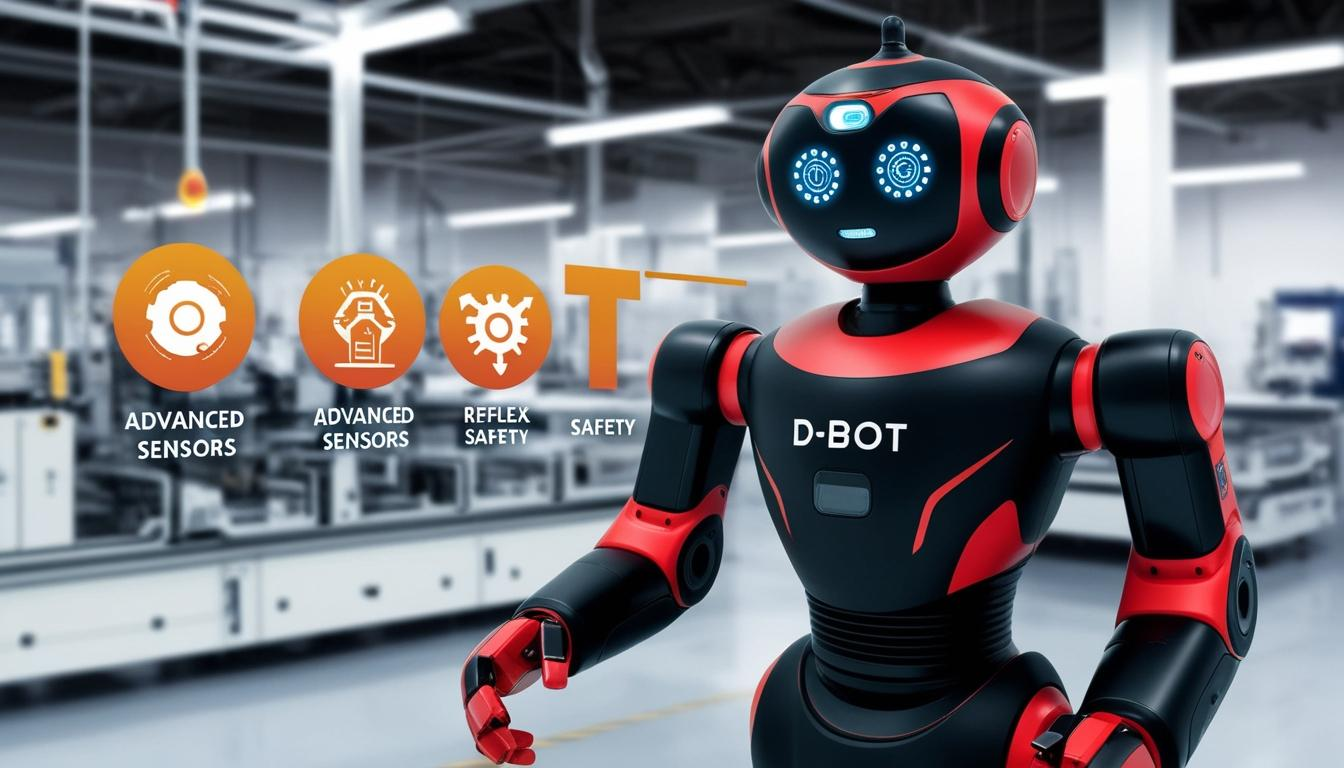 ADVANCED
SENSORS
ADVANCED
SENSORS
REFLEX
SAFETY
T
SAFETY
D-BOT